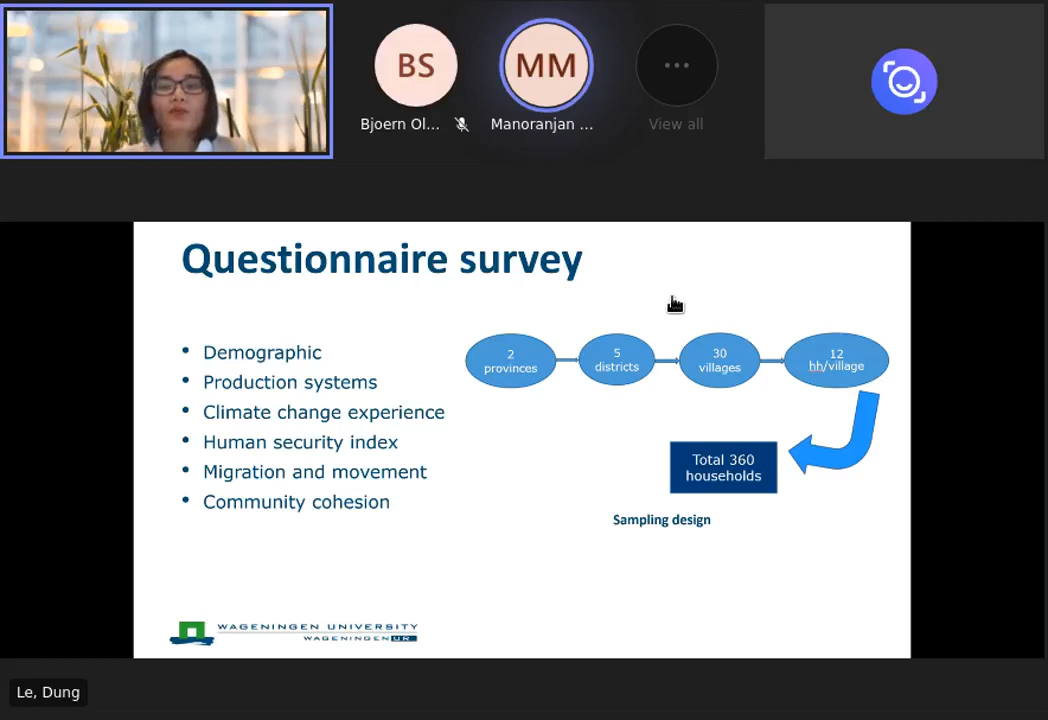 BS
MM
Bjoern Ol...
Manoranjan ...
View all
Questionnaire survey
• Demographic
• Production systems
• Climate change experience
• Human security index
• Migration and movement
• Community cohesion
2
provinces
5
districts
30
villages
12
hh/village
Total 360
households
Sampling design
WAGENINGEN UNIVERSITY
WAGENINGEN UR
Le, Dung